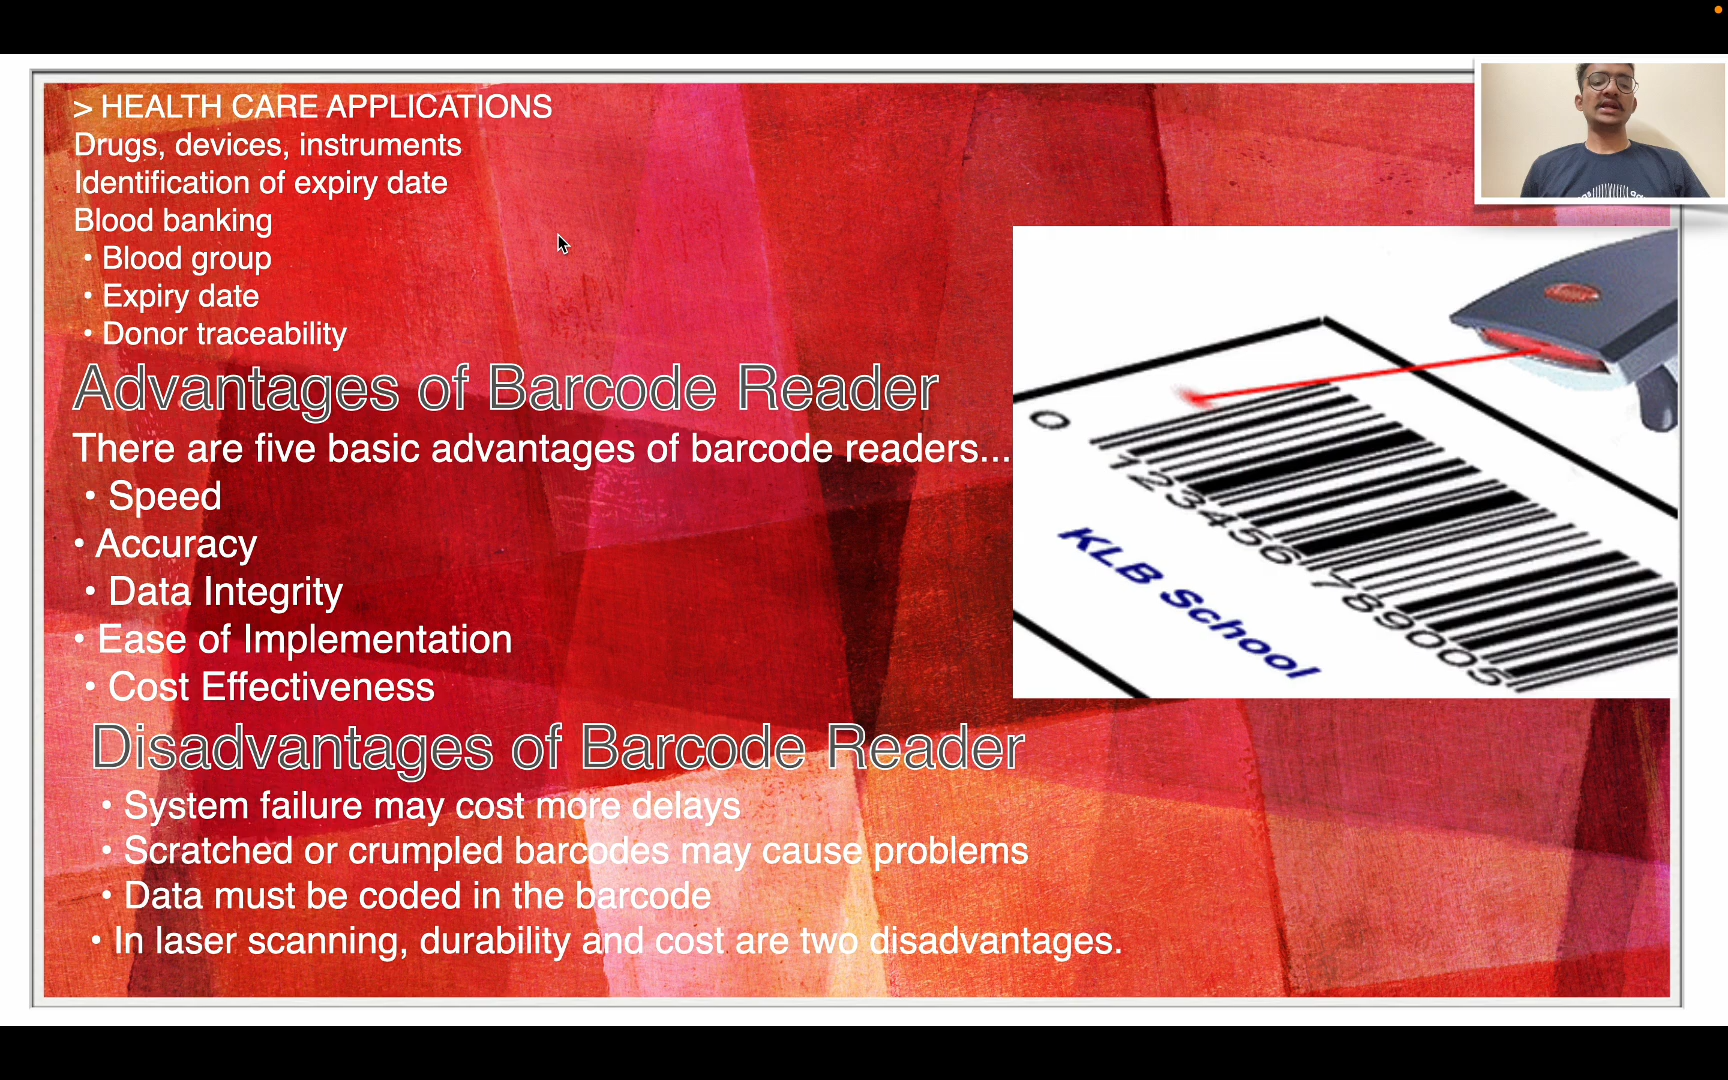 > HEALTH CARE APPLICATIONS
Drugs, devices, instruments
Identification of expiry date
Blood banking
• Blood group
• Expiry date
• Donor traceability
Advantages of Barcode Reader
There are five basic advantages of barcode readers...
• Speed
• Accuracy
• Data Integrity
• Ease of Implementation
• Cost Effectiveness
Disadvantages of Barcode Reader
• System failure may cost more delays
• Scratched or crumpled barcodes may cause problems
• Data must be coded in the barcode
• In laser scanning, durability and cost are two disadvantages.
0 123456 789005
KLB School